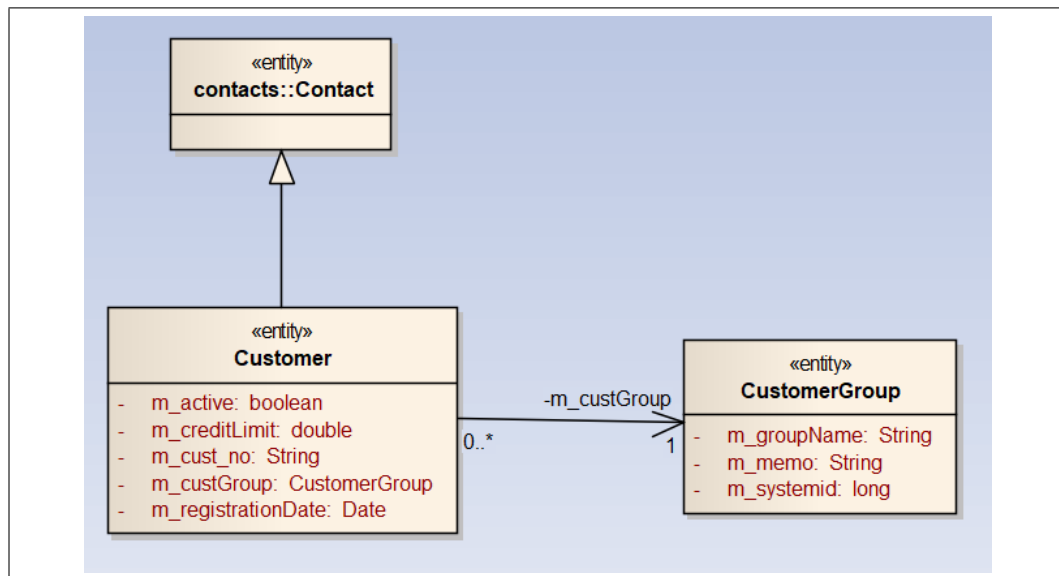 «entity»
contacts::Contact
«entity»
Customer
- m_active: boolean
- m_creditLimit: double
- m_cust_no: String
- m_custGroup: CustomerGroup
- m_registrationDate: Date
-m_custGroup
0..*
1
«entity»
CustomerGroup
- m_groupName: String
- m_memo: String
- m_systemid: long